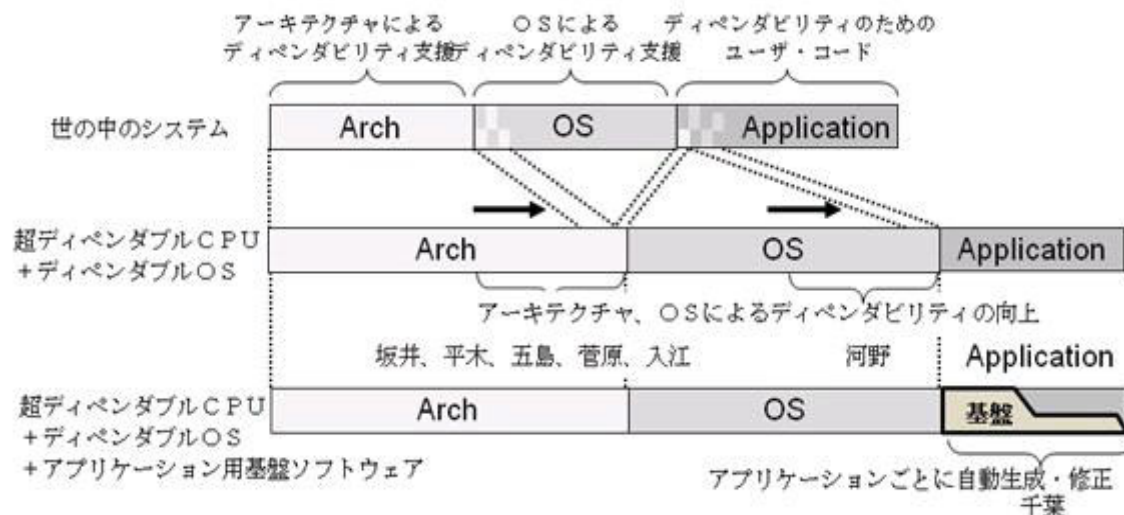 アーキテクチャによる
ディペンダビリティ支援
ＯＳによる
ディペンダビリティ支援
ディペンダビリティのための
ユーザ・コード
世の中のシステム
Arch
OS
Application
超ディペンダブルＣＰＵ
＋ディペンダブルＯＳ
Arch
OS
Application
アーキテクチャ、ＯＳによるディペンダビリティの向上
坂井、平木、五島、菅原、入江
河野
Application
超ディペンダブルＣＰＵ
＋ディペンダブルＯＳ
＋アプリケーション用基盤ソフトウェア
Arch
OS
基盤
アプリケーションごとに自動生成・修正
千葉